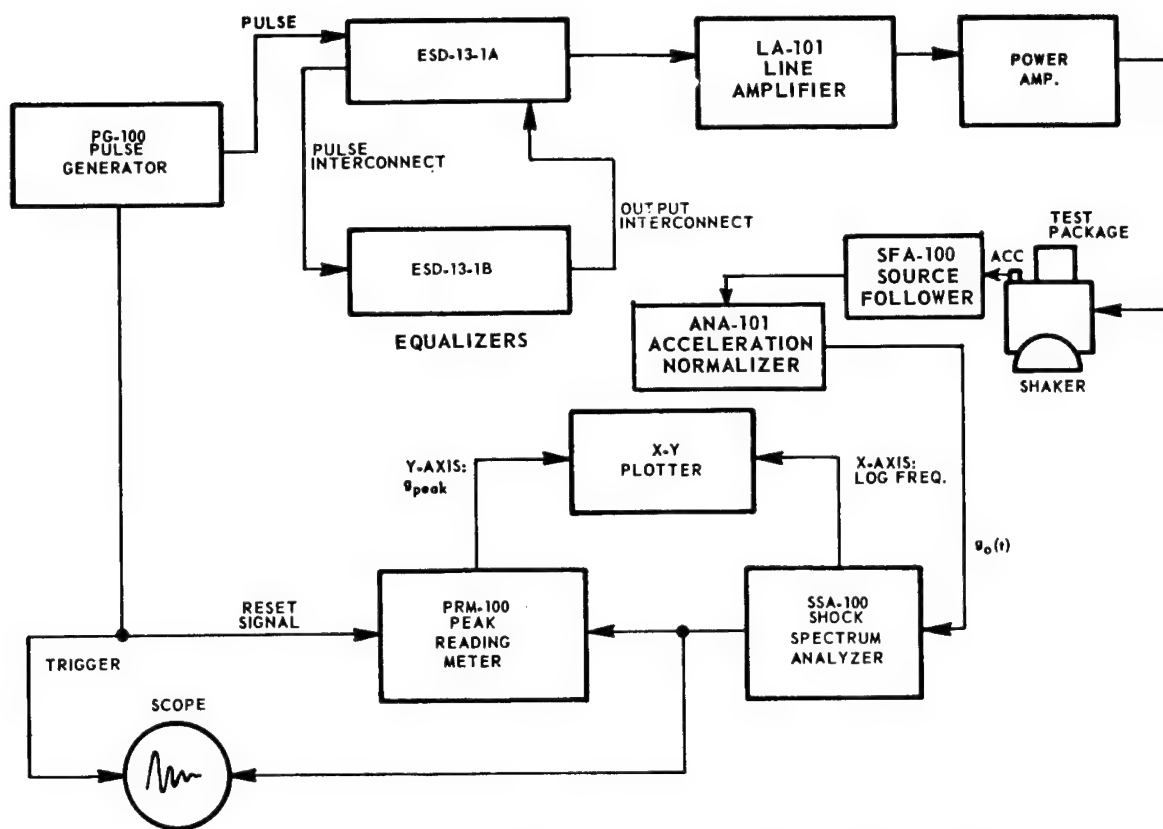 PULSE
ESD-13-1A
LA-101
LINE
AMPLIFIER
POWER
AMP.
PG-100
PULSE
GENERATOR
PULSE
INTERCONNECT
OUTPUT
INTERCONNECT
ESD-13-1B
EQUALIZERS
TEST
PACKAGE
ACC
SFA-100
SOURCE
FOLLOWER
ANA-101
ACCELERATION
NORMALIZER
SHAKER
X-Y
PLOTTER
Y-AXIS:
gpeak
X-AXIS:
LOG FREQ.
go(t)
RESET
SIGNAL
PRM-100
PEAK
READING
METER
SSA-100
SHOCK
SPECTRUM
ANALYZER
TRIGGER
SCOPE